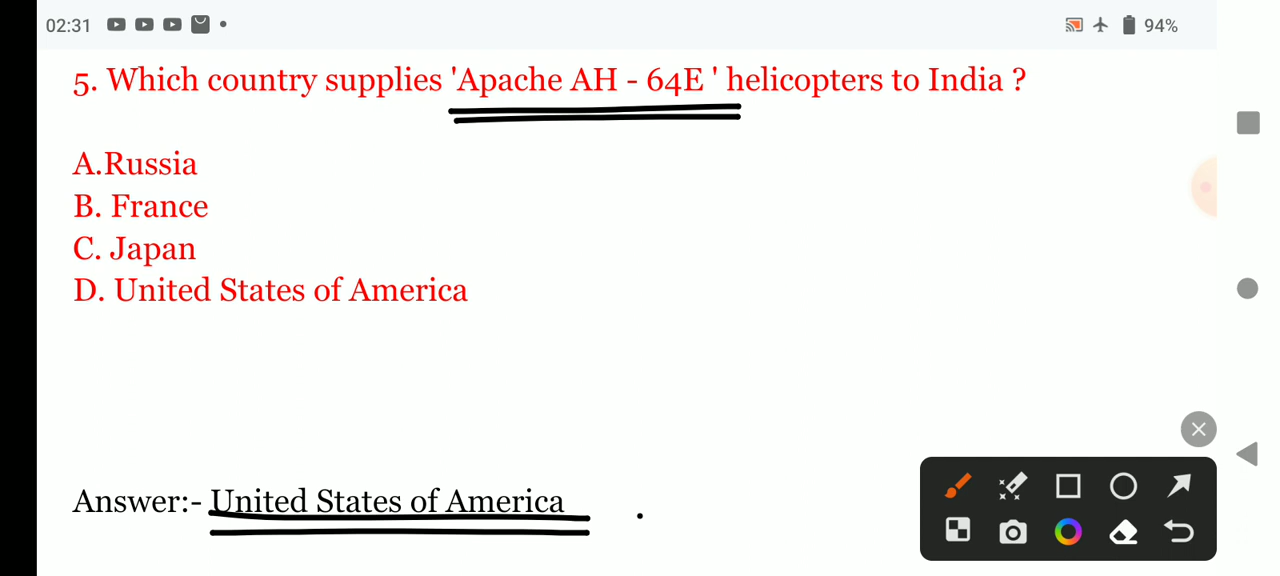 02:31
94%
5. Which country supplies 'Apache AH - 64E ' helicopters to India ?
A.Russia
B. France
C. Japan
D. United States of America
Answer:- United States of America